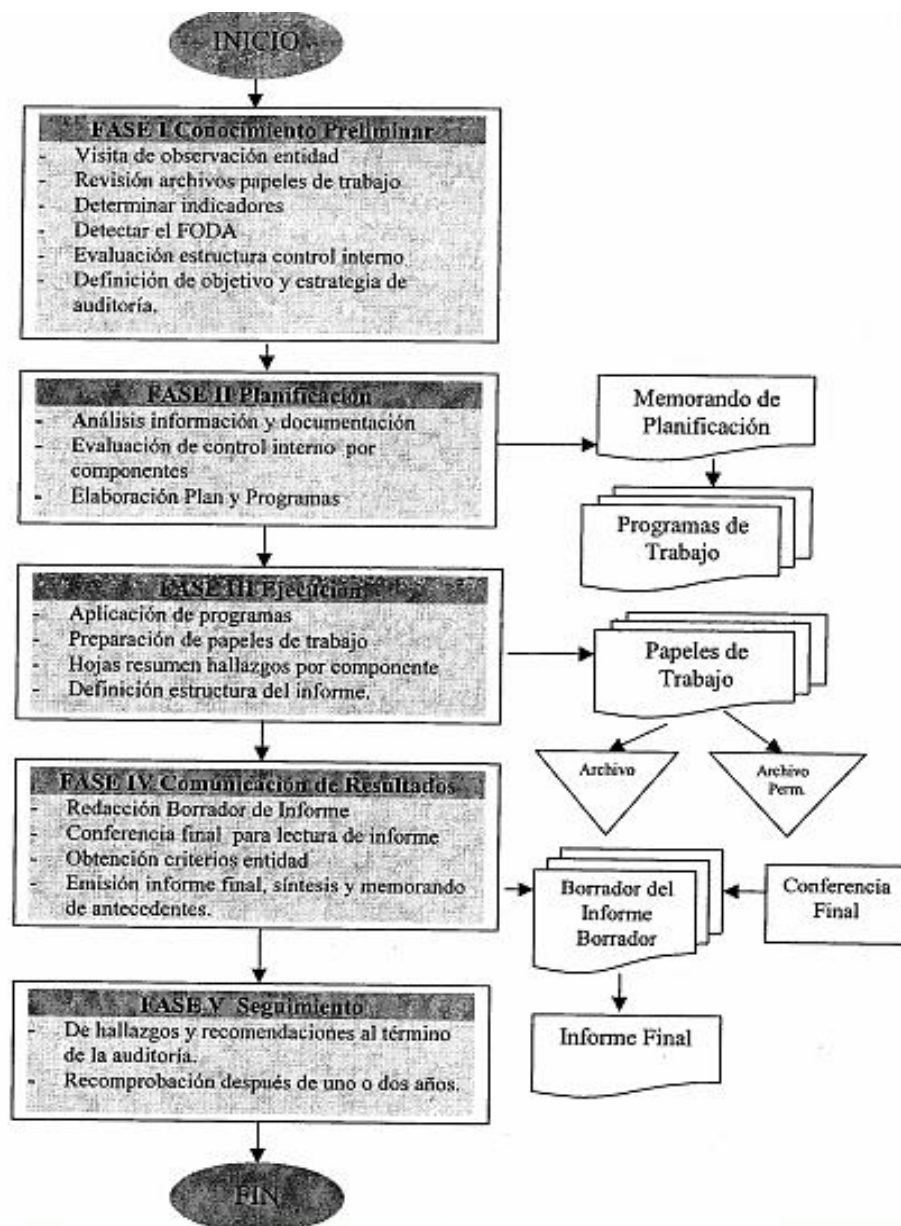 INICIO
FASE I Conocimiento Preliminar
- Visita de observación entidad
- Revisión archivos papeles de trabajo
- Determinar indicadores
- Detectar el FODA
- Evaluación estructura control interno
- Definición de objetivo y estrategia de
auditoría.
FASE II Planificación
- Análisis información y documentación
- Evaluación de control interno por
componentes
- Elaboración Plan y Programas
Memorando de
Planificación
Programas de
Trabajo
FASE III Ejecución
- Aplicación de programas
- Preparación de papeles de trabajo
- Hojas resumen hallazgos por componente
- Definición estructura del informe.
Papeles de
Trabajo
Archivo
Archivo
Perm.
FASE IV Comunicación de Resultados
- Redacción Borrador de Informe
- Conferencia final para lectura de informe
- Obtención criterios entidad
- Emisión informe final, síntesis y memorando
de antecedentes.
Borrador del
Informe
Borrador
Conferencia
Final
FASE V Seguimiento
- De hallazgos y recomendaciones al término
de la auditoría.
- Recomprobación después de uno o dos años.
Informe Final
FIN